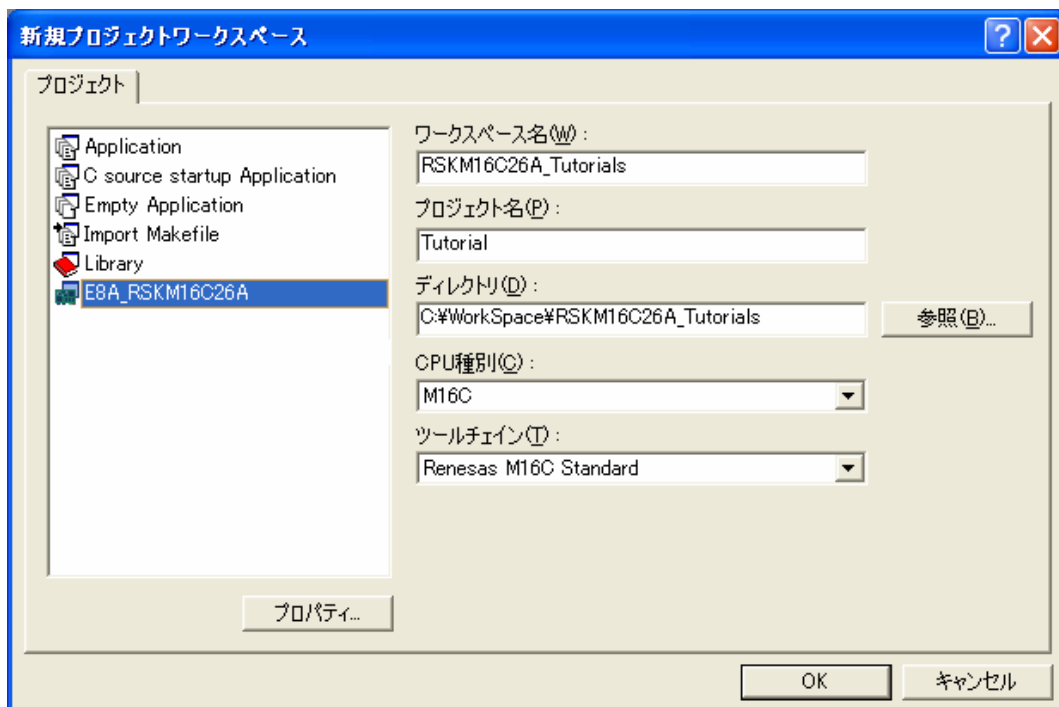 新規プロジェクトワークスペース
プロジェクト
Application
C source startup Application
Empty Application
Import Makefile
Library
E8A_RSKM16C26A
プロパティ...
ワークスペース名(W) :
RSKM16C26A_Tutorials
プロジェクト名(P) :
Tutorial
ディレクトリ(D) :
C:¥WorkSpace¥RSKM16C26A_Tutorials
参照(B)...
CPU種別(C) :
M16C
ツールチェイン(T) :
Renesas M16C Standard
OK
キャンセル